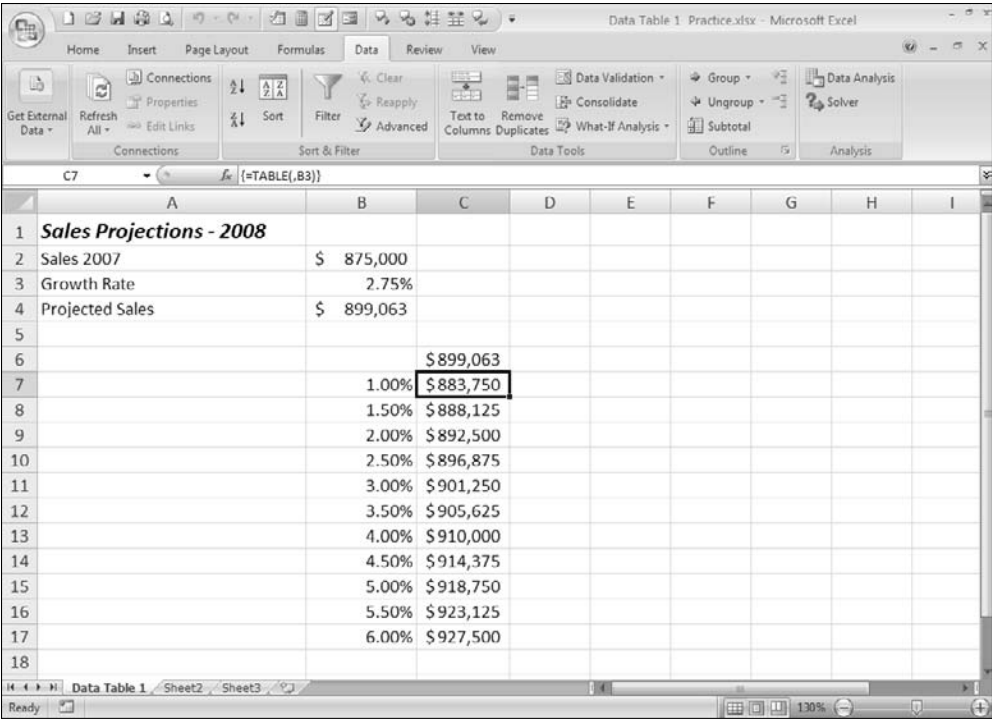 Data Table 1 Practice.xlsx - Microsoft Excel
Home Insert Page Layout Formulas Data Review View
Get External Data
Refresh All
Connections
Properties
Edit Links
Connections
Sort
Filter
Clear
Reapply
Advanced
Sort & Filter
Text to Columns
Remove Duplicates
Data Validation
Consolidate
What-If Analysis
Data Tools
Group
Ungroup
Subtotal
Outline
Data Analysis
Solver
Analysis
C7 fx {=TABLE(,B3)}
A B C D E F G H I
1 Sales Projections - 2008
2 Sales 2007 $ 875,000
3 Growth Rate 2.75%
4 Projected Sales $ 899,063
5
6 $899,063
7 1.00% $883,750
8 1.50% $888,125
9 2.00% $892,500
10 2.50% $896,875
11 3.00% $901,250
12 3.50% $905,625
13 4.00% $910,000
14 4.50% $914,375
15 5.00% $918,750
16 5.50% $923,125
17 6.00% $927,500
18
Data Table 1 Sheet2 Sheet3
Ready 130%